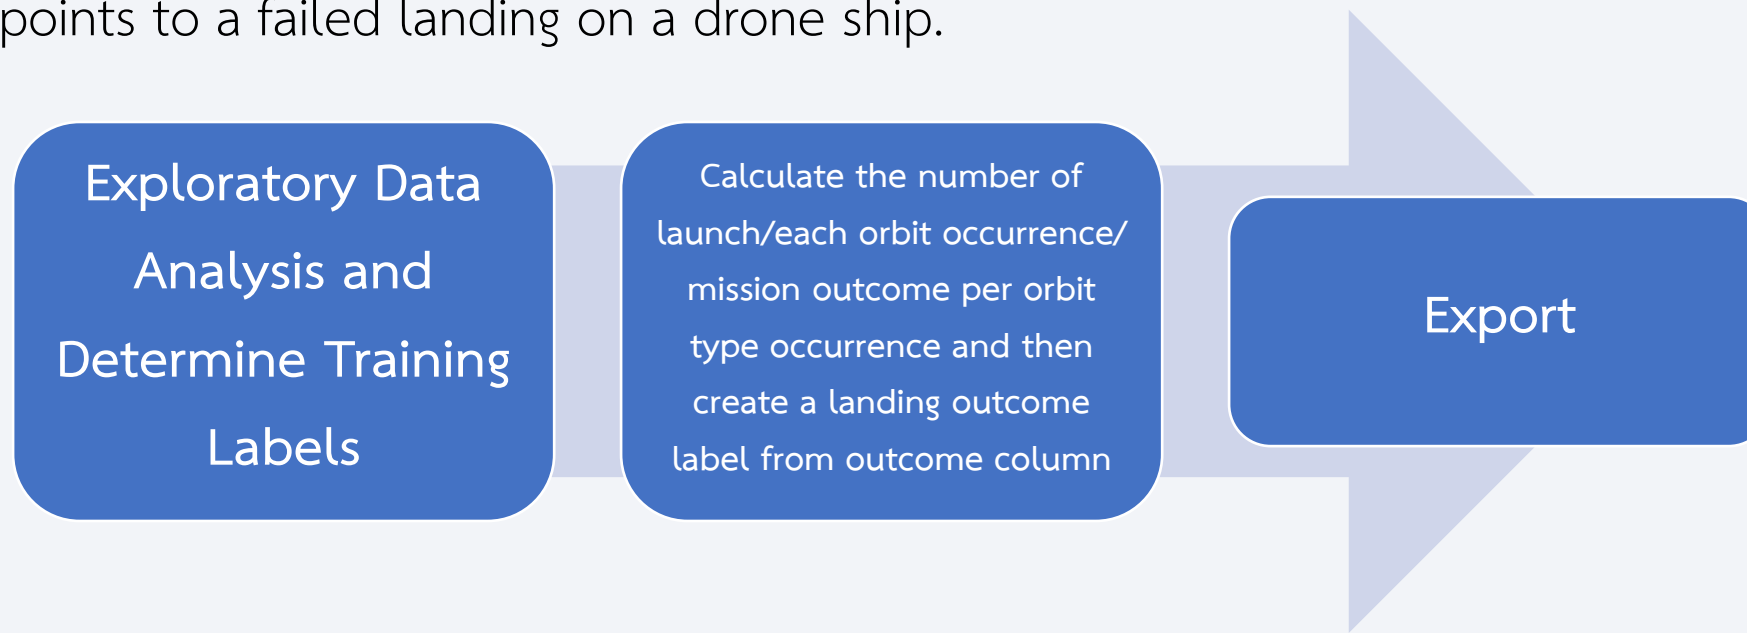 points to a failed landing on a drone ship.
Exploratory Data
Analysis and
Determine Training
Labels
Calculate the number of
launch/each orbit occurrence/
mission outcome per orbit
type occurrence and then
create a landing outcome
label from outcome column
Export